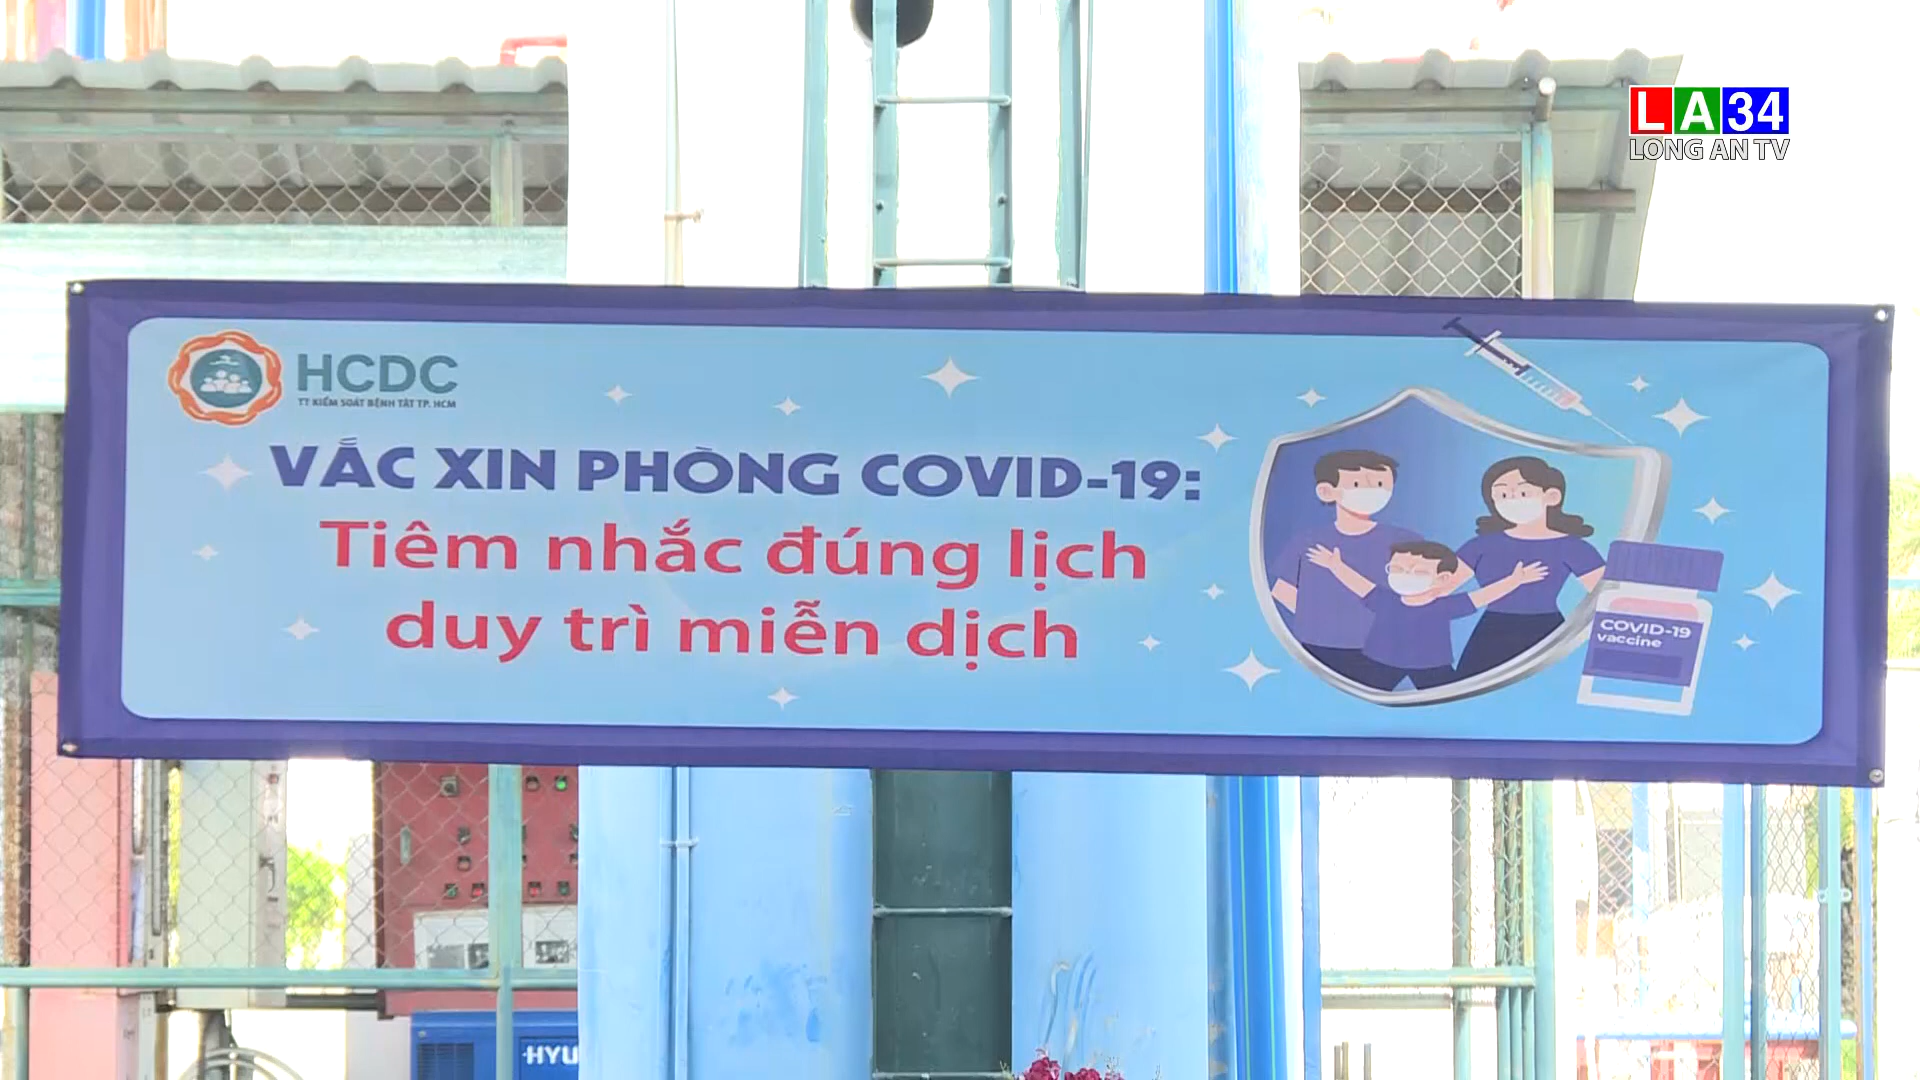 LA34
LONG AN TV
HCDC
TT KIỂM SOÁT BỆNH TẬT TP. HCM
VẮC XIN PHÒNG COVID-19:
Tiêm nhắc đúng lịch
duy trì miễn dịch
COVID-19
vaccine
HYU